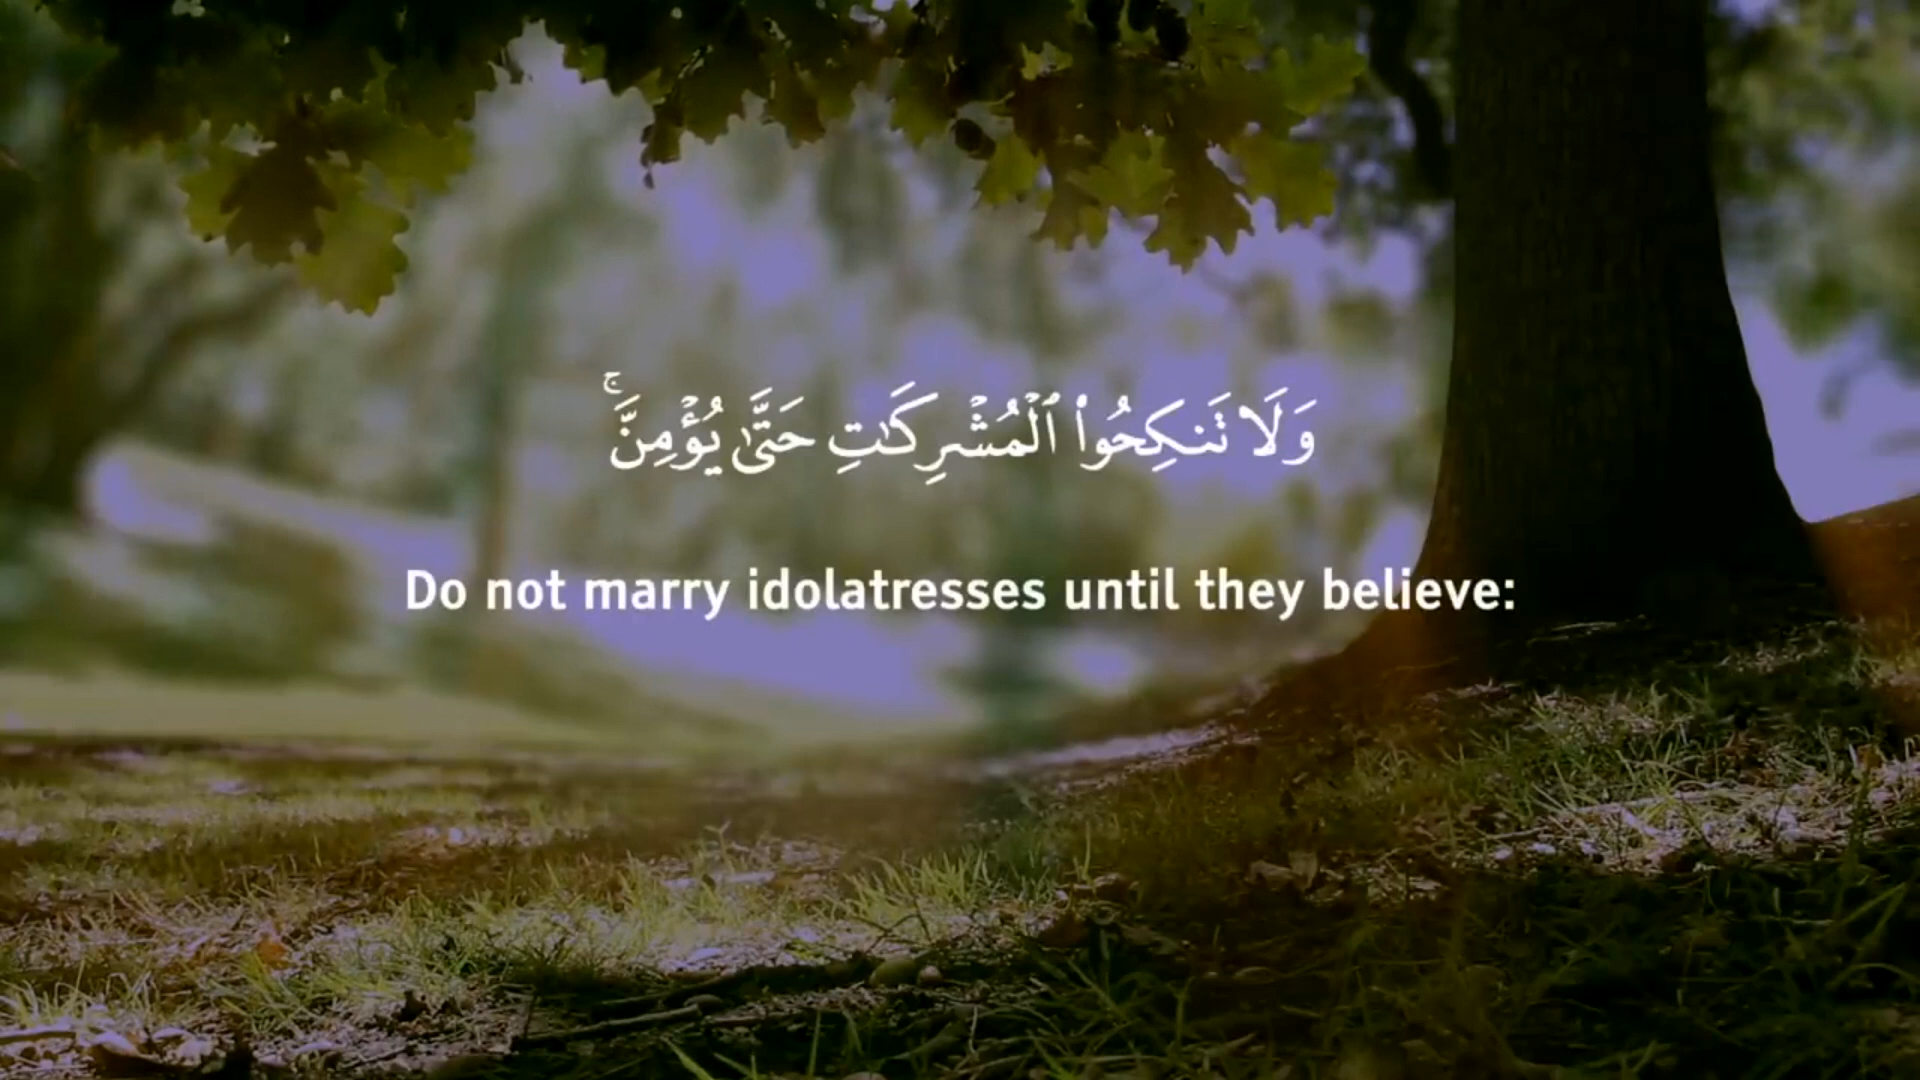 وَلَا تَنكِحُوا۟ ٱلْمُشْرِكَـٰتِ حَتَّىٰ يُؤْمِنَّ ۚ
Do not marry idolatresses until they believe: